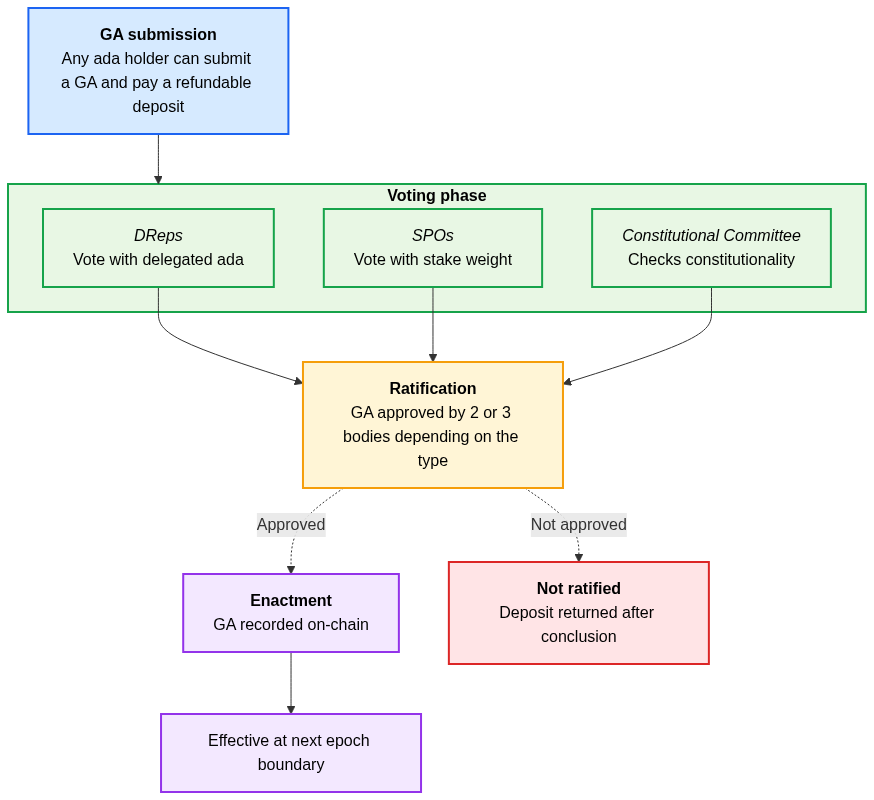 GA submission
Any ada holder can submit
a GA and pay a refundable
deposit
Voting phase
DReps
Vote with delegated ada
SPOs
Vote with stake weight
Constitutional Committee
Checks constitutionality
Ratification
GA approved by 2 or 3
bodies depending on the
type
Approved
Not approved
Enactment
GA recorded on-chain
Not ratified
Deposit returned after
conclusion
Effective at next epoch
boundary